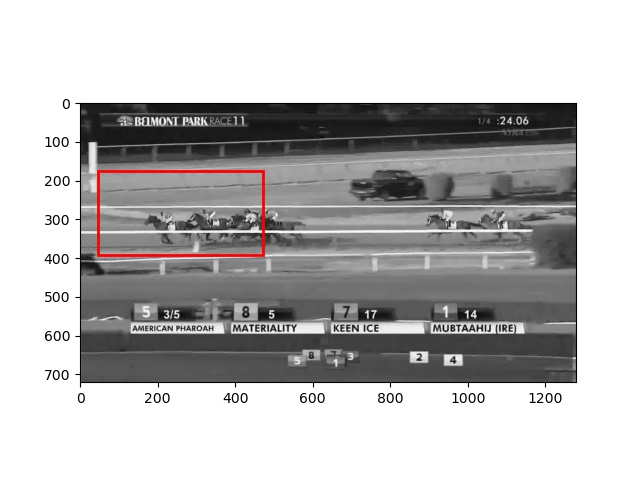 0
100
200
300
400
500
600
700
BELMONT PARK RACE 11
1/4 :24.06
5 3/5 8 5 7 17 1 14
AMERICAN PHAROAH MATERIALITY KEEN ICE MUBTAAHIJ (IRE)
5 8 1 3 2 4
0 200 400 600 800 1000 1200